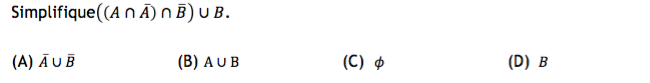 Simplifique((A ∩ Ā) ∩ B̄) ∪ B.
(A) Ā ∪ B̄ (B) A ∪ B (C) ϕ (D) B